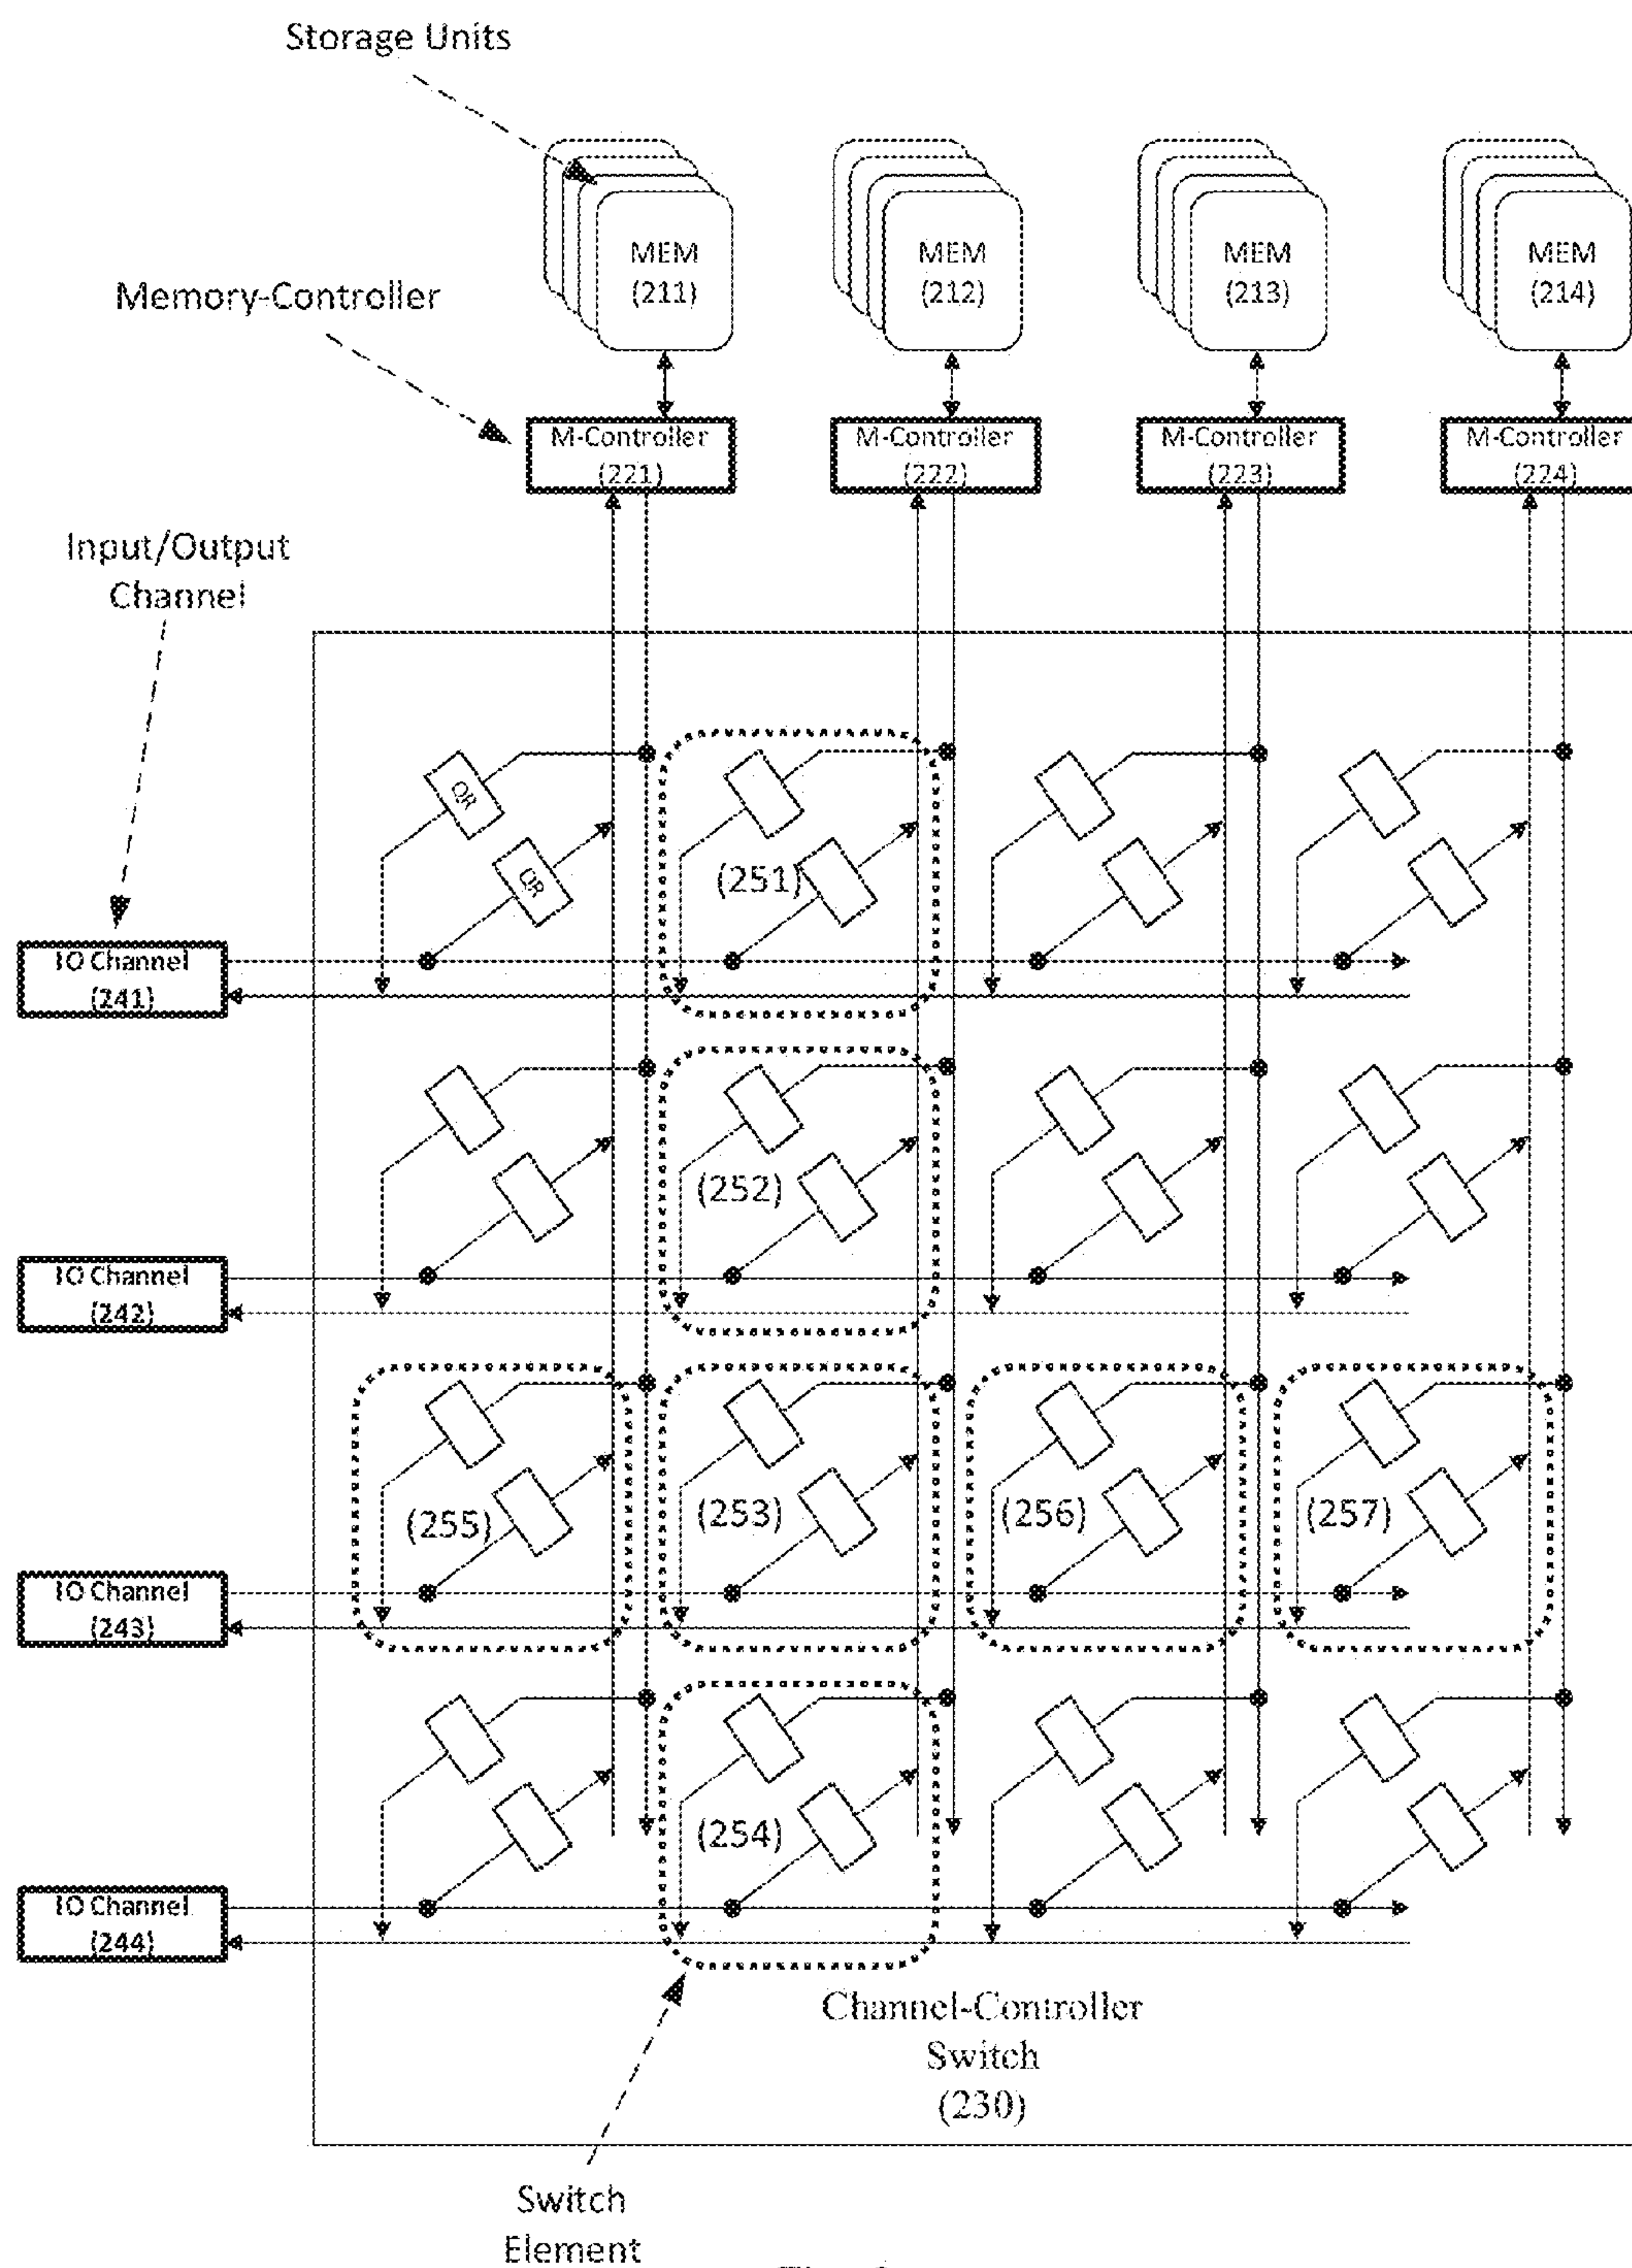 Storage Units
MEM
(211)
MEM
(212)
MEM
(213)
MEM
(214)
Memory-Controller
M-Controller
(221)
M-Controller
(222)
M-Controller
(223)
M-Controller
(224)
Input/Output
Channel
QR
QR
(251)
IO Channel
(241)
(252)
IO Channel
(242)
(255)
(253)
(256)
(257)
IO Channel
(243)
(254)
IO Channel
(244)
Channel-Controller
Switch
(230)
Switch
Element